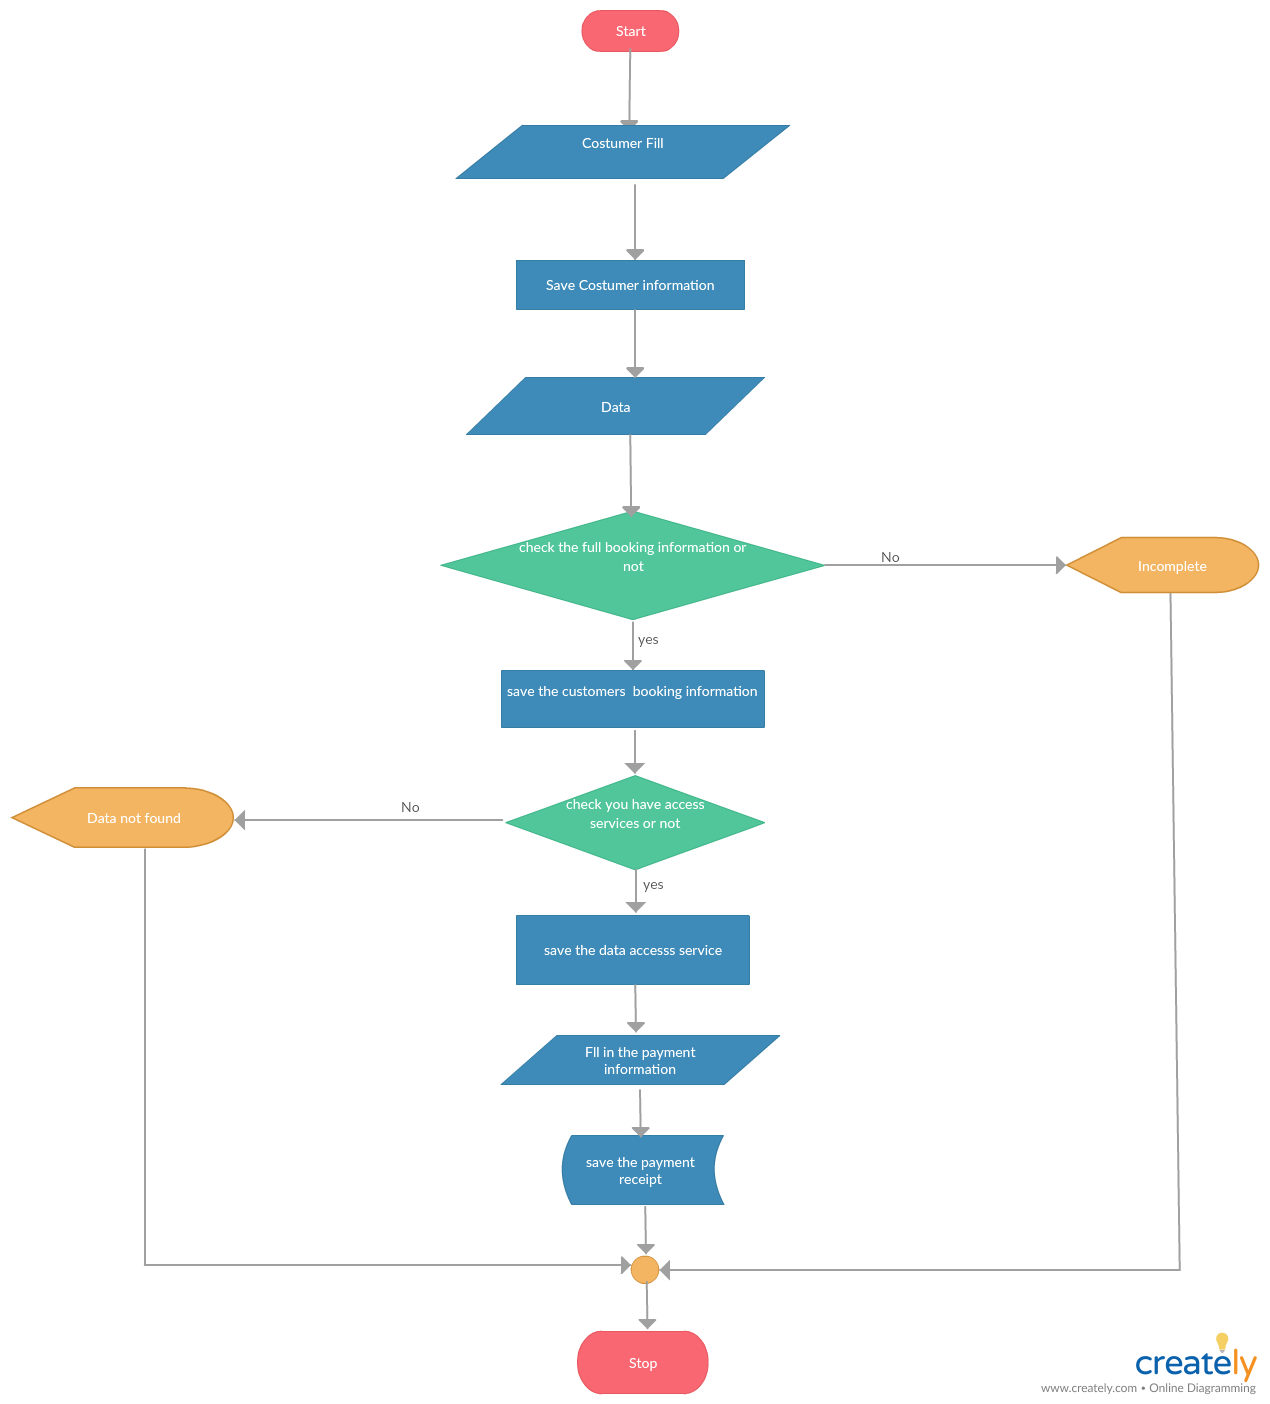 Start
Costumer Fill
Save Costumer information
Data
check the full booking information or
not
No
Incomplete
yes
save the customers  booking information
Data not found
No
check you have access
services or not
yes
save the data accesss service
FIl in the payment
information
save the payment
receipt
Stop
creately
www.creately.com • Online Diagramming